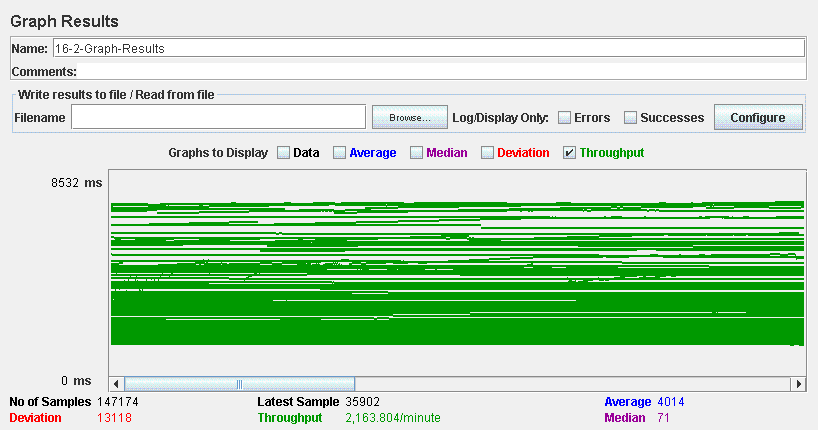 Graph Results
Name: 16-2-Graph-Results
Comments:
Write results to file / Read from file
Filename Browse... Log/Display Only: Errors Successes Configure
Graphs to Display Data Average Median Deviation Throughput
8532 ms
0 ms
No of Samples 147174 Latest Sample 35902 Average 4014
Deviation 13118 Throughput 2,163.804/minute Median 71